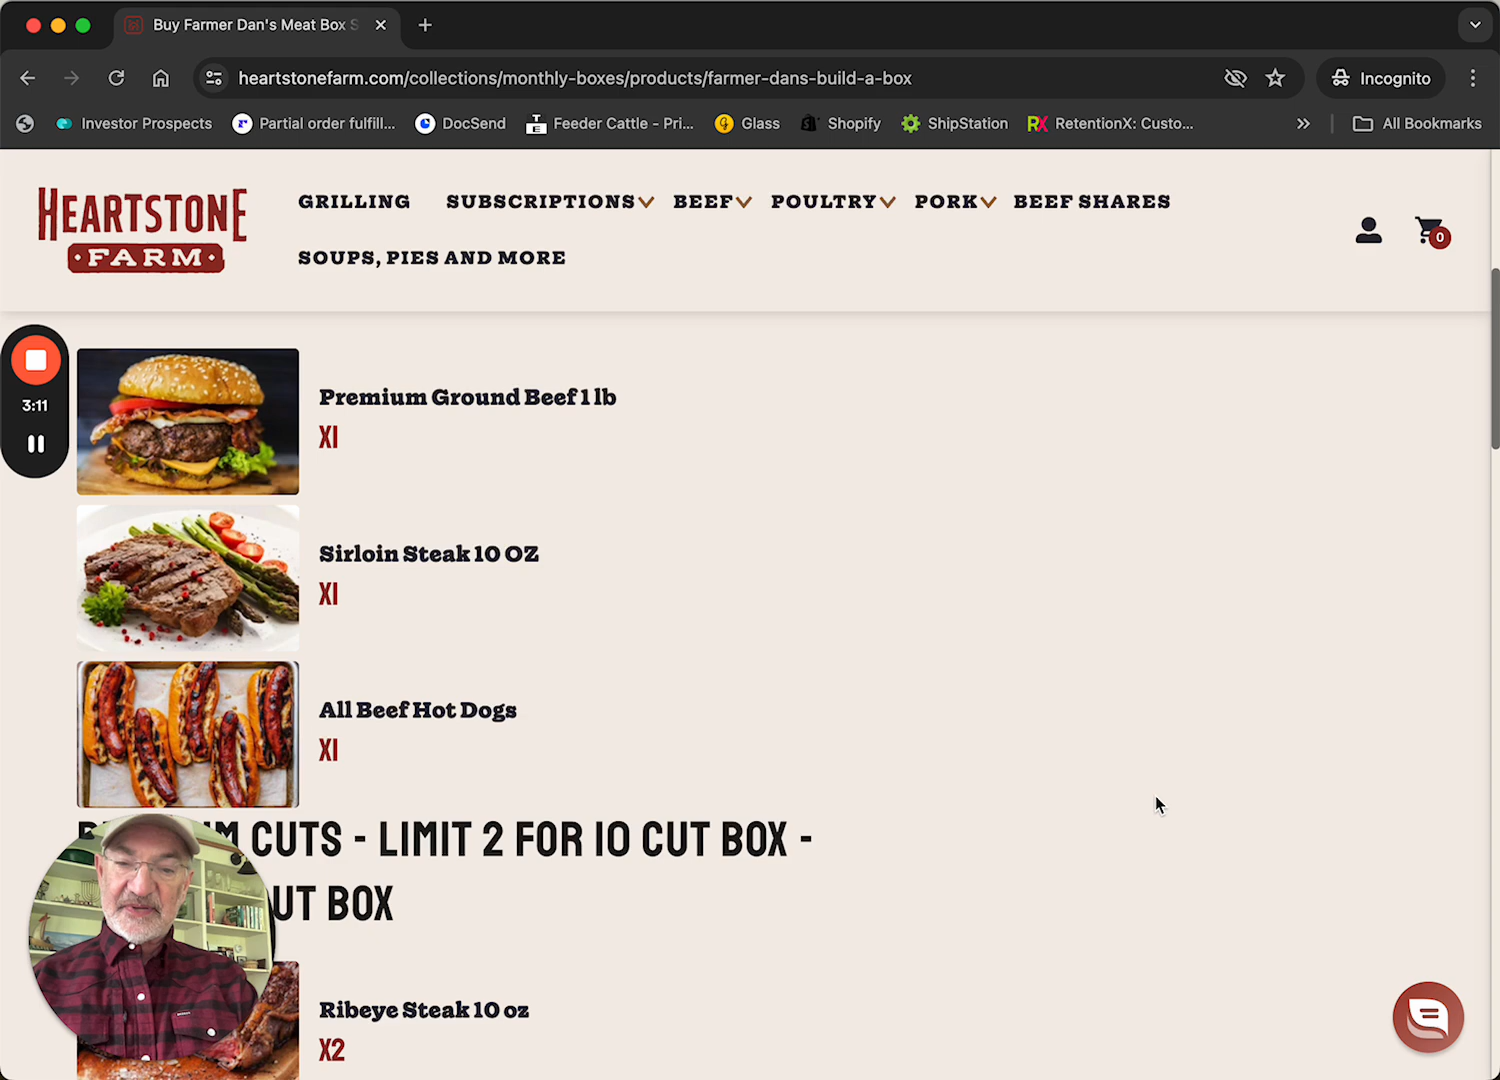 Buy Farmer Dan's Meat Box S
heartstonefarm.com/collections/monthly-boxes/products/farmer-dans-build-a-box
Incognito
Investor Prospects
Partial order fulfill...
DocSend
Feeder Cattle - Pri...
Glass
Shopify
ShipStation
RX RetentionX: Custo...
All Bookmarks
HEARTSTONE
FARM
GRILLING
SUBSCRIPTIONS
BEEF
POULTRY
PORK
BEEF SHARES
SOUPS, PIES AND MORE
0
3:11
Premium Ground Beef 1 lb
X1
Sirloin Steak 10 OZ
X1
All Beef Hot Dogs
X1
CUTS - LIMIT 2 FOR 10 CUT BOX -
CUT BOX
Ribeye Steak 10 oz
X2